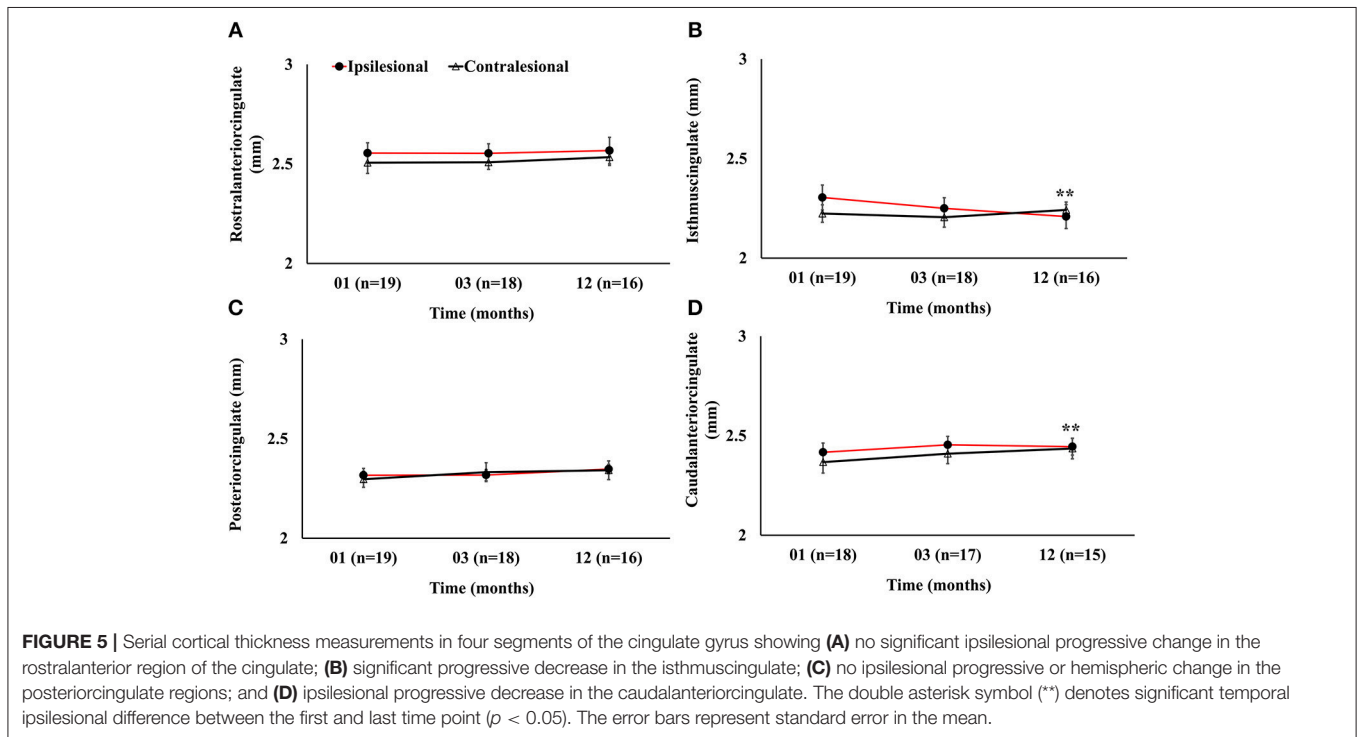 A
Rostralanteriorcingulate
(mm)
3
2.5
2
Ipsilesional
Contralesional
01 (n=19)
03 (n=18)
12 (n=16)
Time (months)
B
Isthmuscingulate (mm)
3
2.5
2
**
01 (n=19)
03 (n=18)
12 (n=16)
Time (months)
C
Posteriorcingulate (mm)
3
2.5
2
01 (n=19)
03 (n=18)
12 (n=16)
Time (months)
D
Caudalanteriorcingulate
(mm)
3
2.5
2
**
01 (n=18)
03 (n=17)
12 (n=15)
Time (months)
FIGURE 5 | Serial cortical thickness measurements in four segments of the cingulate gyrus showing (A) no significant ipsilesional progressive change in the
rostralanterior region of the cingulate; (B) significant progressive decrease in the isthmuscingulate; (C) no ipsilesional progressive or hemispheric change in the
posteriorcingulate regions; and (D) ipsilesional progressive decrease in the caudalanteriorcingulate. The double asterisk symbol (**) denotes significant temporal
ipsilesional difference between the first and last time point (p < 0.05). The error bars represent standard error in the mean.